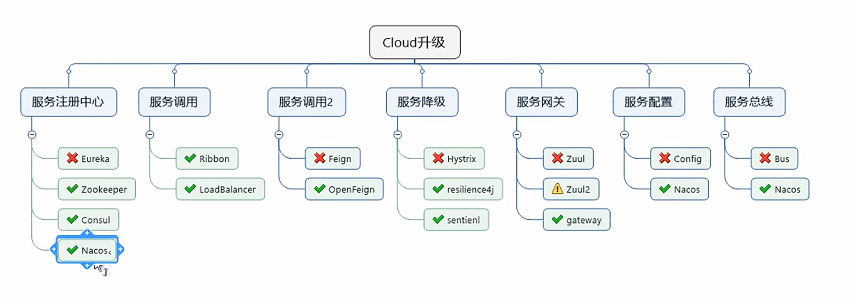 Cloud升级
服务注册中心 服务调用 服务调用2 服务降级 服务网关 服务配置 服务总线
Eureka Ribbon Feign Hystrix Zuul Config Bus
Zookeeper LoadBalancer OpenFeign resilience4j Zuul2 Nacos Nacos
Consul sentienl gateway
Nacos